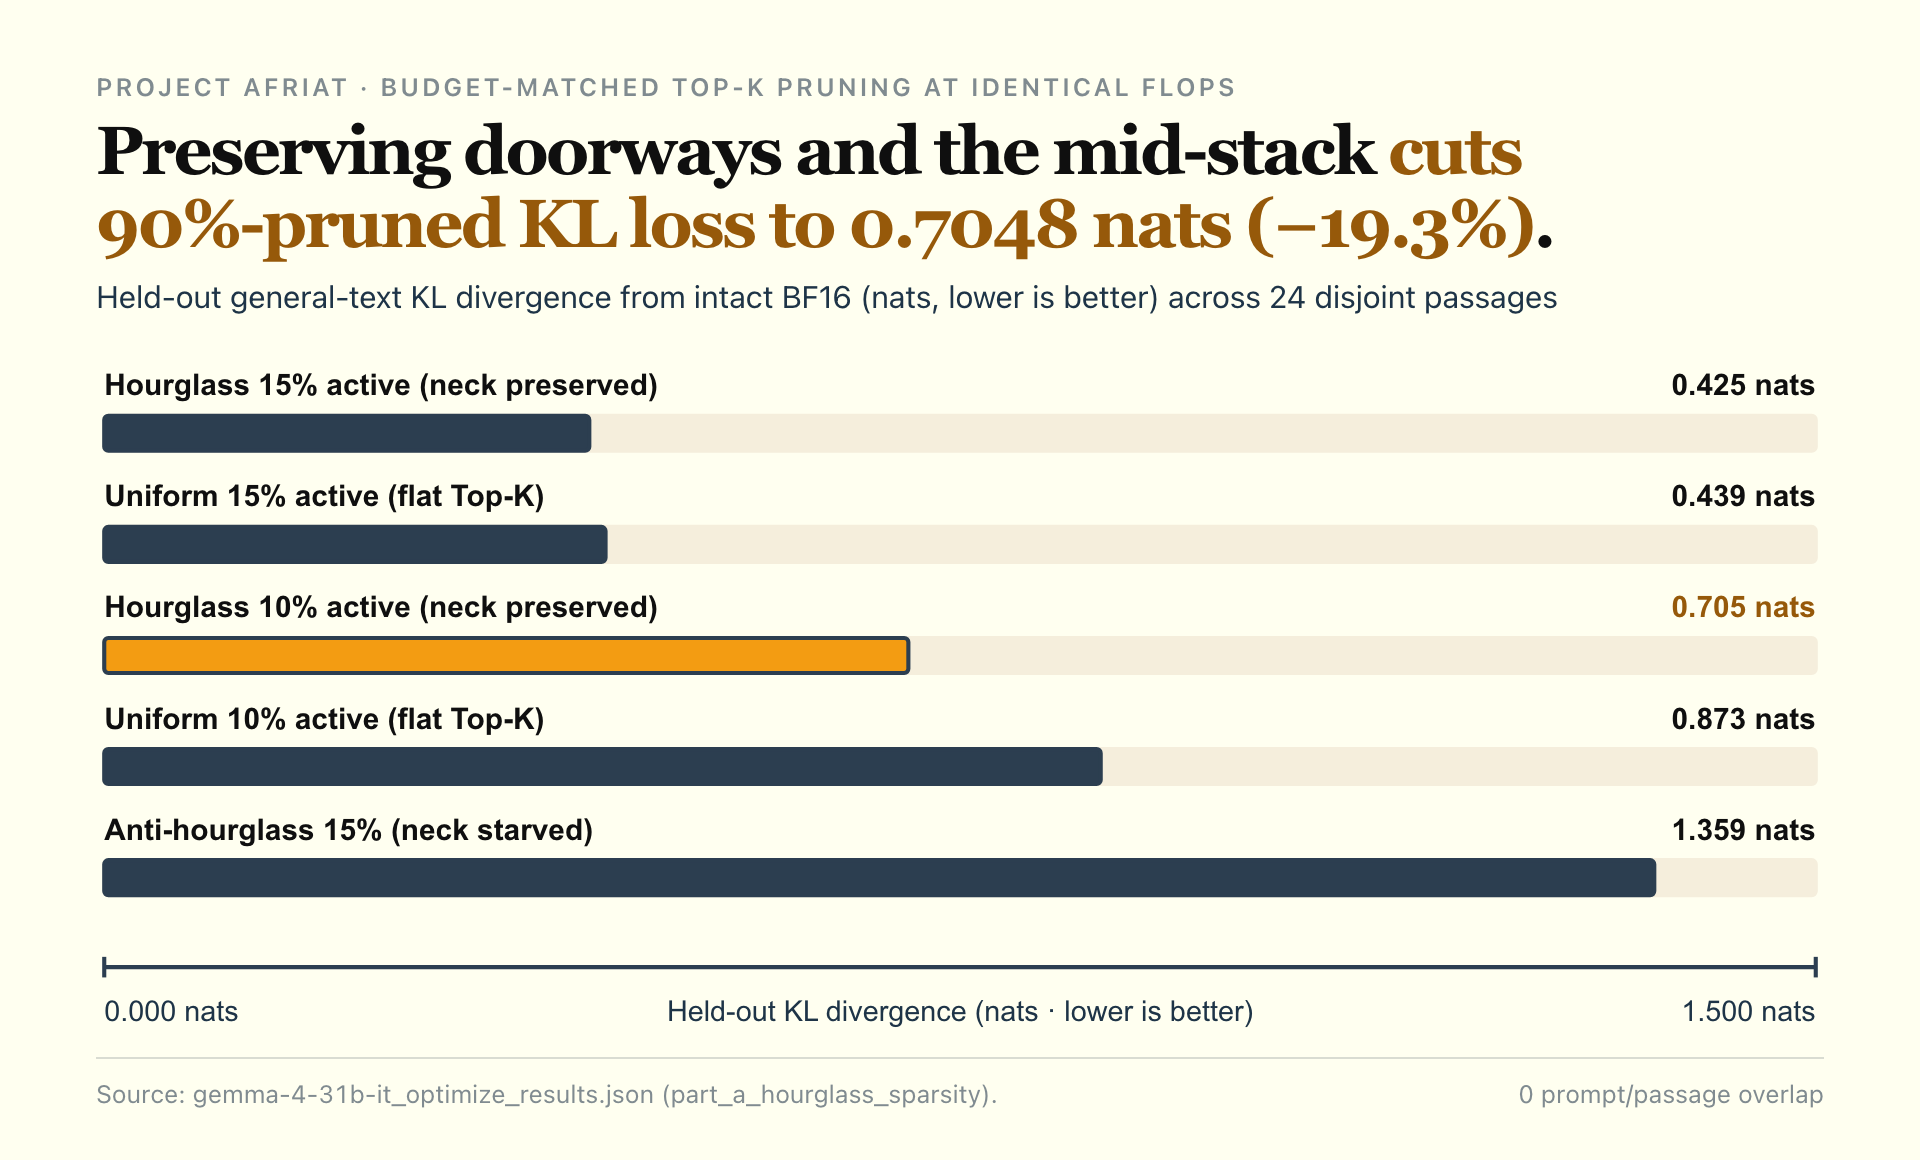 PROJECT AFRIAT · BUDGET-MATCHED TOP-K PRUNING AT IDENTICAL FLOPS
Preserving doorways and the mid-stack cuts
90%-pruned KL loss to 0.7048 nats (−19.3%).
Held-out general-text KL divergence from intact BF16 (nats, lower is better) across 24 disjoint passages
Hourglass 15% active (neck preserved) 0.425 nats
Uniform 15% active (flat Top-K) 0.439 nats
Hourglass 10% active (neck preserved) 0.705 nats
Uniform 10% active (flat Top-K) 0.873 nats
Anti-hourglass 15% (neck starved) 1.359 nats
0.000 nats Held-out KL divergence (nats · lower is better) 1.500 nats
Source: gemma-4-31b-it_optimize_results.json (part_a_hourglass_sparsity). 0 prompt/passage overlap